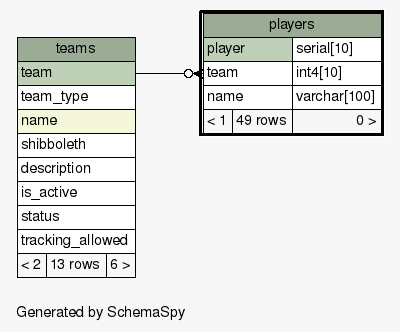 teams
team
team_type
name
shibboleth
description
is_active
status
tracking_allowed
< 2 13 rows 6 >
players
player serial[10]
team int4[10]
name varchar[100]
< 1 49 rows 0 >
Generated by SchemaSpy